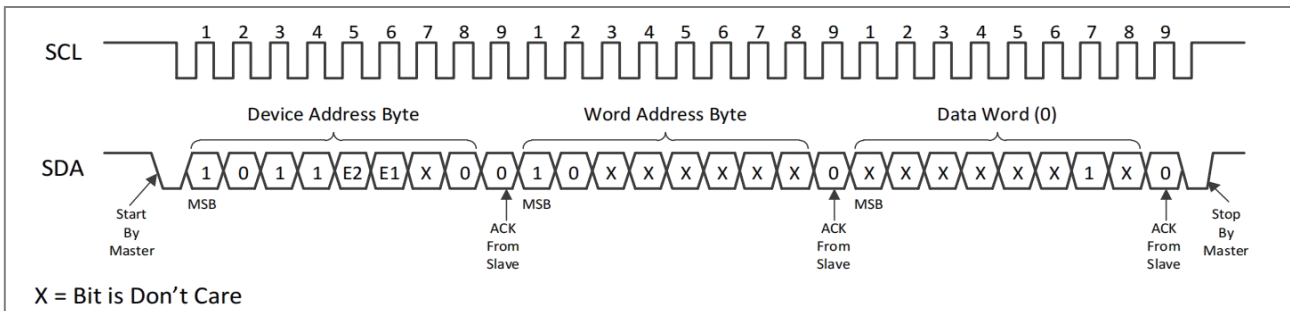 1 2 3 4 5 6 7 8 9 1 2 3 4 5 6 7 8 9 1 2 3 4 5 6 7 8 9
SCL
Device Address Byte Word Address Byte Data Word (0)
SDA 1 0 1 1 E2 E1 X 0 0 1 0 X X X X X X 0 X X X X X X 1 X 0
MSB MSB MSB
Start
By
Master
ACK
From
Slave
ACK
From
Slave
ACK
From
Slave
Stop
By
Master
X = Bit is Don't Care